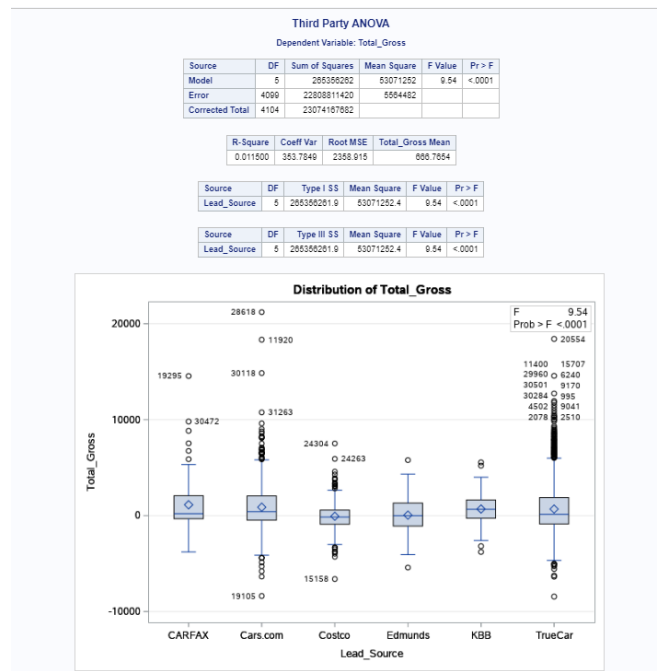 Third Party ANOVA
Dependent Variable: Total_Gross
Source DF Sum of Squares Mean Square F Value Pr > F
Model 5 265356262 53071252 9.54 <.0001
Error 4099 22808811420 5564482
Corrected Total 4104 23074167682
R-Square Coeff Var Root MSE Total_Gross Mean
0.011500 353.7849 2358.915 666.7654
Source DF Type I SS Mean Square F Value Pr > F
Lead_Source 5 265356261.9 53071252.4 9.54 <.0001
Source DF Type III SS Mean Square F Value Pr > F
Lead_Source 5 265356261.9 53071252.4 9.54 <.0001
Distribution of Total_Gross
F 9.54
Prob > F <.0001
28618
20000
11920
20554
11400 15707
19295
30118
29960 6240
30501 9170
30284 995
31263
4502 9041
10000
30472
2078 2510
24304
24263
Total_Gross
0
15158
19105
-10000
CARFAX Cars.com Costco Edmunds KBB TrueCar
Lead_Source